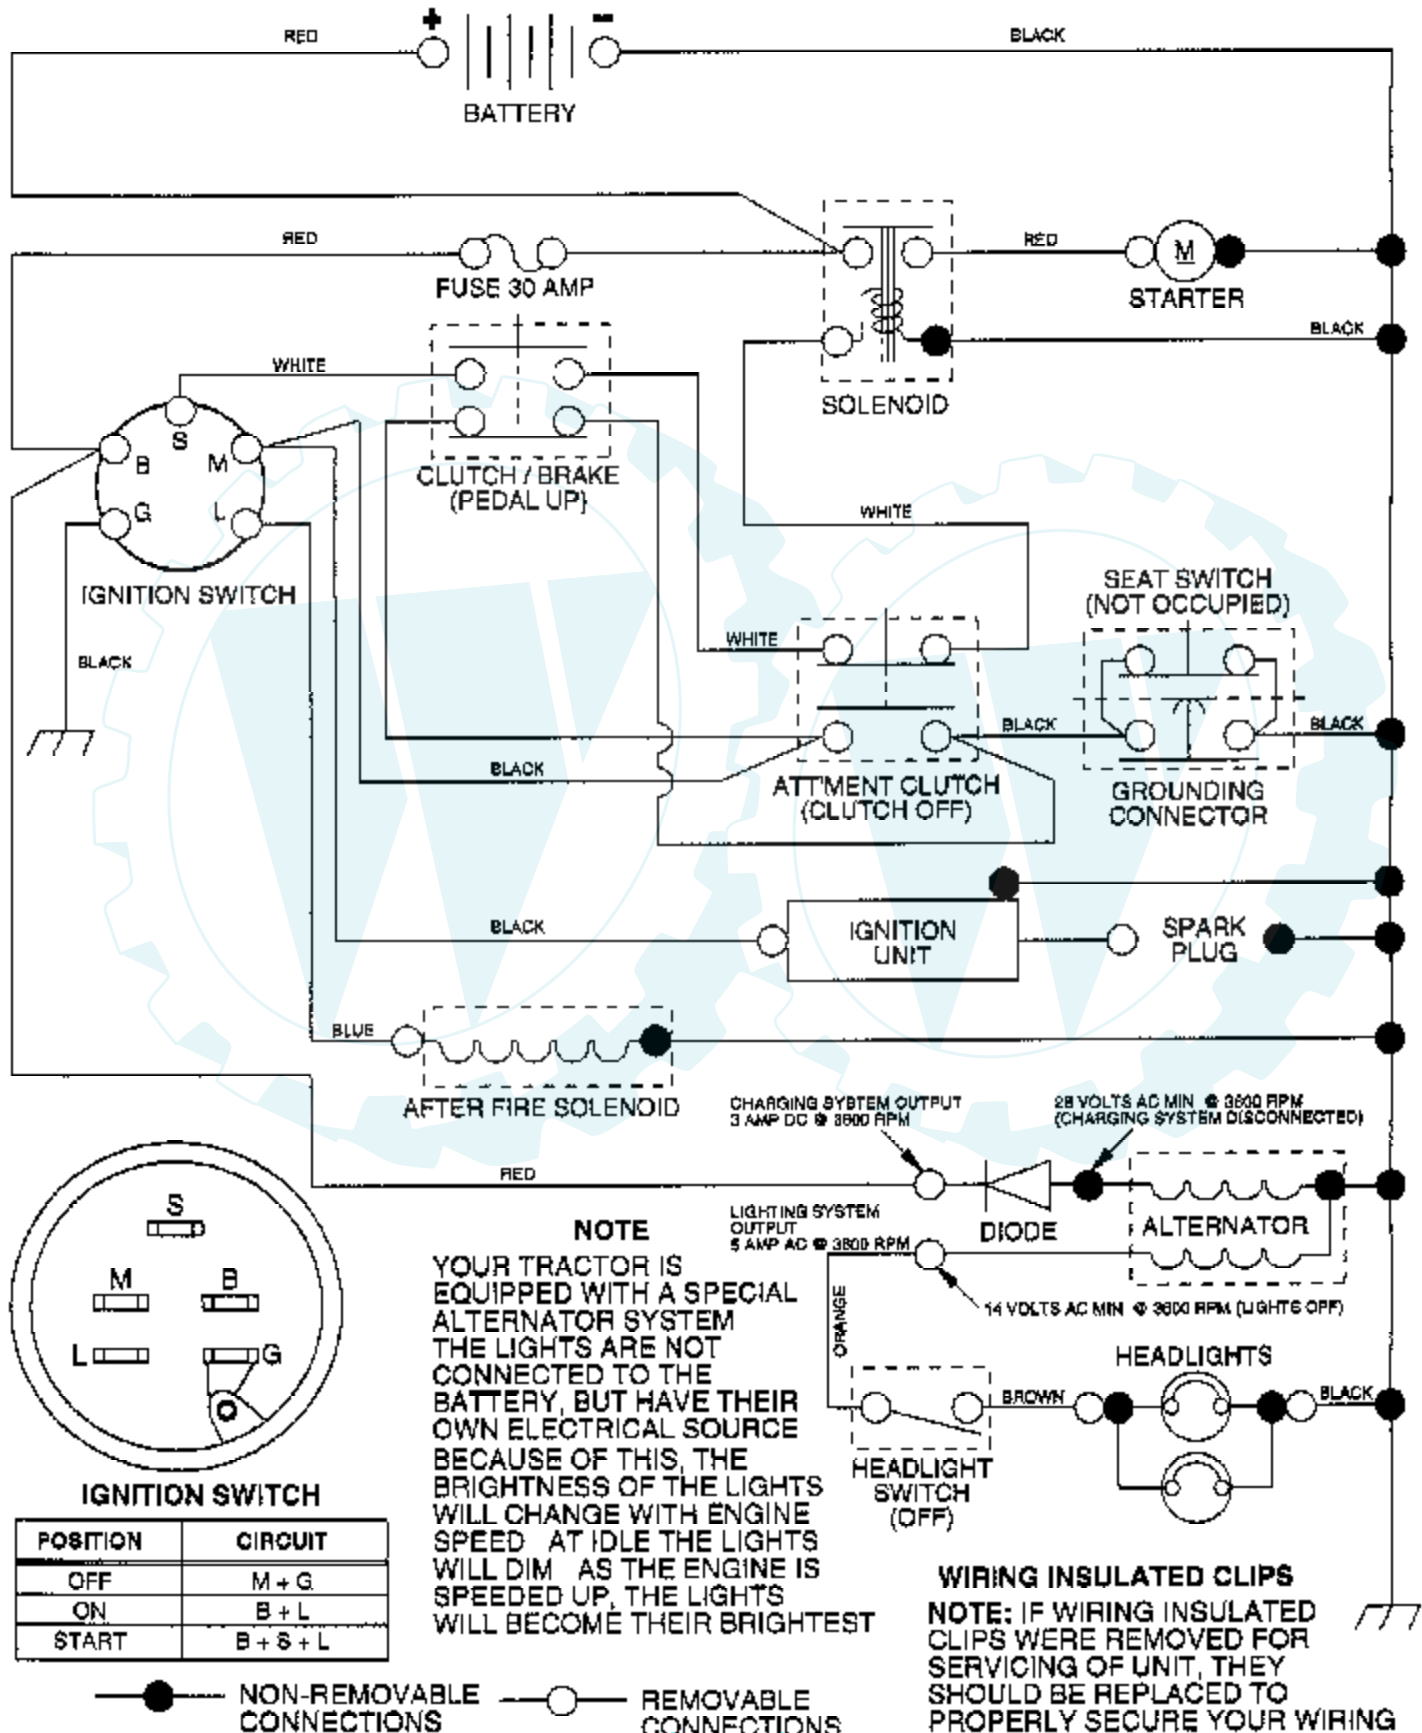 + -
RED
BLACK
BATTERY
RED
FUSE 30 AMP
RED
M
STARTER
BLACK
SOLENOID
WHITE
S
B
M
G
L
IGNITION SWITCH
CLUTCH / BRAKE
(PEDAL UP)
WHITE
BLACK
WHITE
SEAT SWITCH
(NOT OCCUPIED)
BLACK
BLACK
BLACK
ATT'MENT CLUTCH
(CLUTCH OFF)
GROUNDING
CONNECTOR
BLACK
IGNITION
UNIT
SPARK
PLUG
BLUE
AFTER FIRE SOLENOID
CHARGING SYSTEM OUTPUT
3 AMP DC @ 3600 RPM
28 VOLTS AC MIN @ 3600 RPM
(CHARGING SYSTEM DISCONNECTED)
RED
DIODE
ALTERNATOR
LIGHTING SYSTEM
OUTPUT
5 AMP AC @ 3600 RPM
14 VOLTS AC MIN @ 3600 RPM (LIGHTS OFF)
ORANGE
HEADLIGHTS
BROWN
BLACK
HEADLIGHT
SWITCH
(OFF)
S
M
B
L
G
IGNITION SWITCH
POSITION CIRCUIT
OFF M + G
ON B + L
START B + S + L
NOTE
YOUR TRACTOR IS
EQUIPPED WITH A SPECIAL
ALTERNATOR SYSTEM
THE LIGHTS ARE NOT
CONNECTED TO THE
BATTERY, BUT HAVE THEIR
OWN ELECTRICAL SOURCE
BECAUSE OF THIS, THE
BRIGHTNESS OF THE LIGHTS
WILL CHANGE WITH ENGINE
SPEED AT IDLE THE LIGHTS
WILL DIM AS THE ENGINE IS
SPEEDED UP, THE LIGHTS
WILL BECOME THEIR BRIGHTEST
WIRING INSULATED CLIPS
NOTE: IF WIRING INSULATED
CLIPS WERE REMOVED FOR
SERVICING OF UNIT, THEY
SHOULD BE REPLACED TO
PROPERLY SECURE YOUR WIRING
NON-REMOVABLE
CONNECTIONS
REMOVABLE
CONNECTIONS